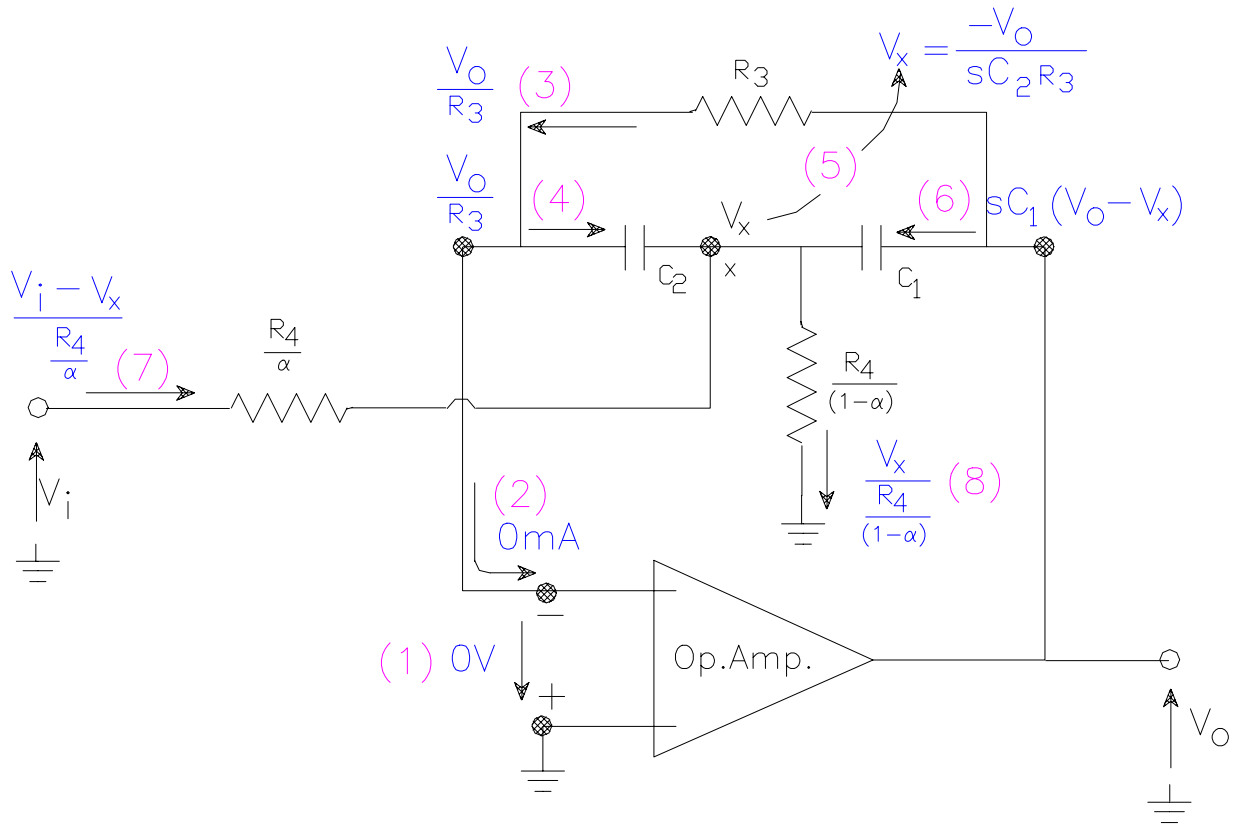 V_x = -V_o / sC_2R_3
V_o / R_3 (3)
R_3
(5)
V_o / R_3 (4)
V_x
(6) sC_1(V_o - V_x)
x
C_2
C_1
V_i - V_x / R_4/α (7)
R_4/α
R_4/(1-α)
V_i
(2)
0mA
V_x / R_4/(1-α) (8)
−
(1) 0V
Op.Amp.
+
V_o